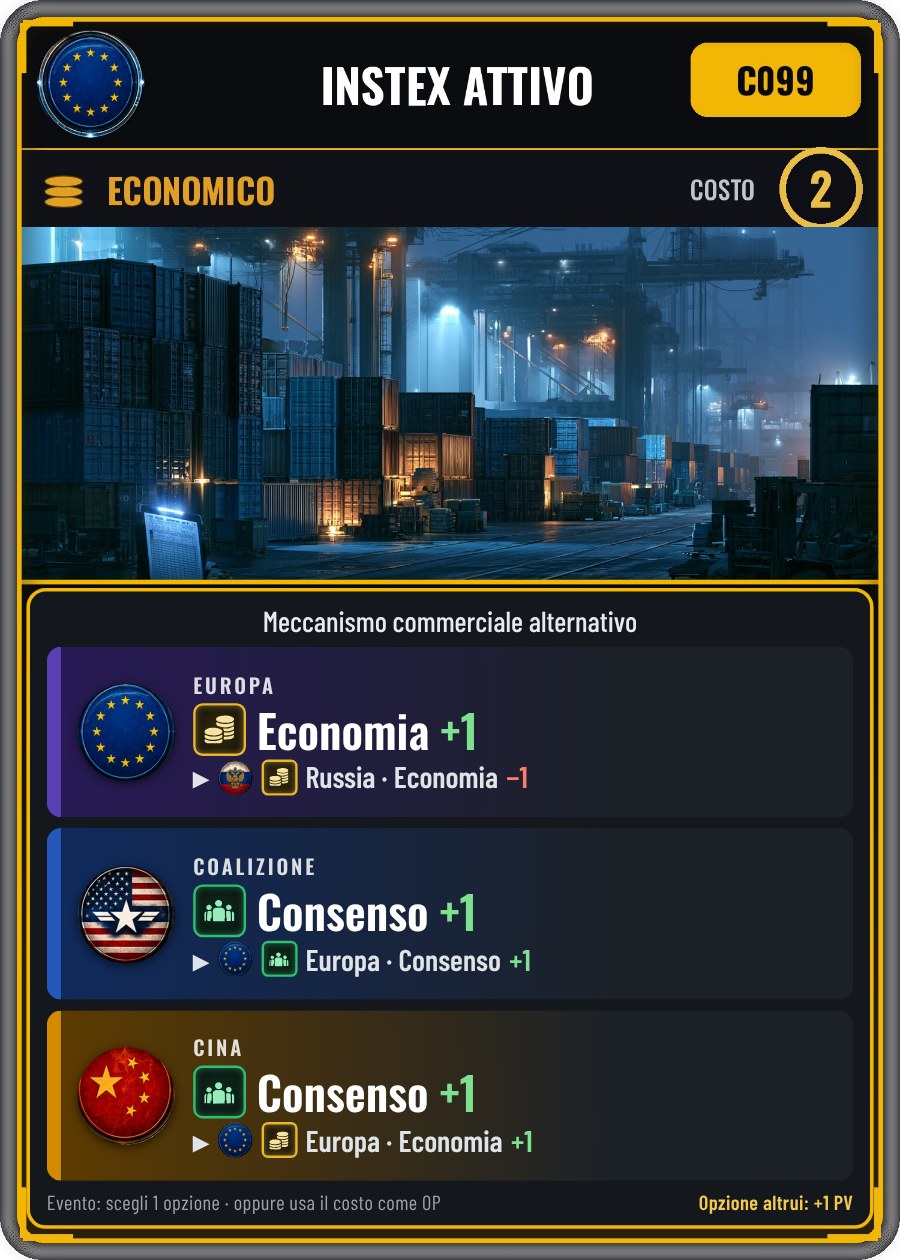 INSTEX ATTIVO
C099
ECONOMICO
COSTO
2
Meccanismo commerciale alternativo
EUROPA
Economia +1
▶ Russia · Economia −1
COALIZIONE
Consenso +1
▶ Europa · Consenso +1
CINA
Consenso +1
▶ Europa · Economia +1
Evento: scegli 1 opzione · oppure usa il costo come OP
Opzione altrui: +1 PV